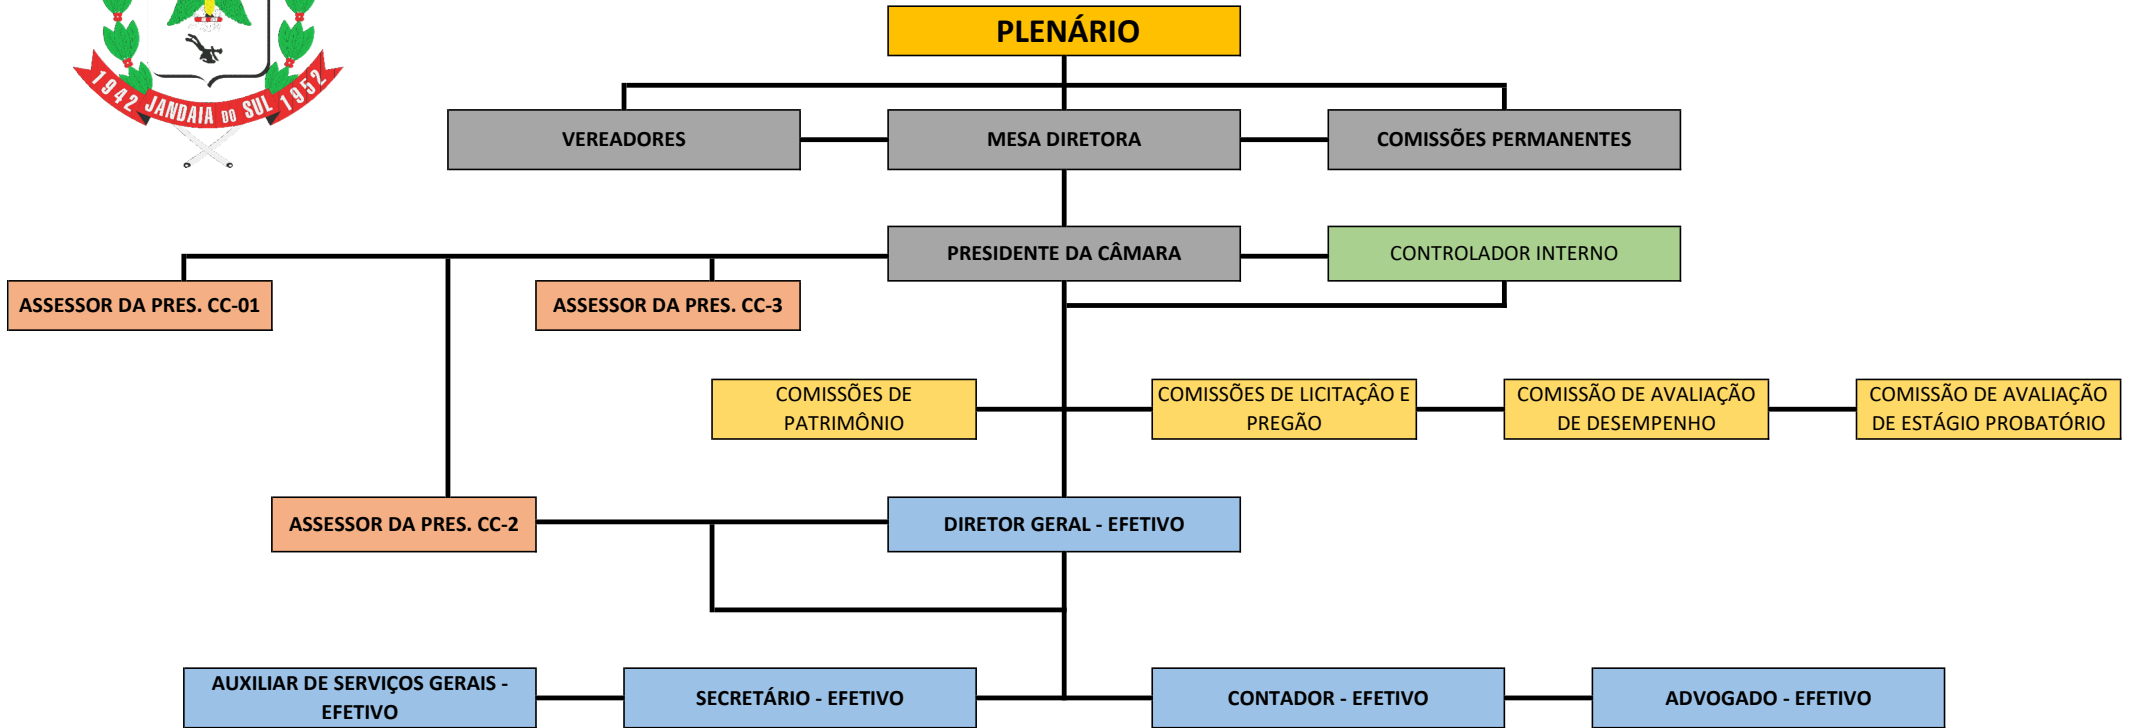 PLENÁRIO
1942 JANDAIA DO SUL 1952
VEREADORES
MESA DIRETORA
COMISSÕES PERMANENTES
PRESIDENTE DA CÂMARA
CONTROLADOR INTERNO
ASSESSOR DA PRES. CC-01
ASSESSOR DA PRES. CC-3
COMISSÕES DE
PATRIMÔNIO
COMISSÕES DE LICITAÇÂO E
PREGÃO
COMISSÃO DE AVALIAÇÃO
DE DESEMPENHO
COMISSÃO DE AVALIAÇÃO
DE ESTÁGIO PROBATÓRIO
ASSESSOR DA PRES. CC-2
DIRETOR GERAL - EFETIVO
AUXILIAR DE SERVIÇOS GERAIS -
EFETIVO
SECRETÁRIO - EFETIVO
CONTADOR - EFETIVO
ADVOGADO - EFETIVO